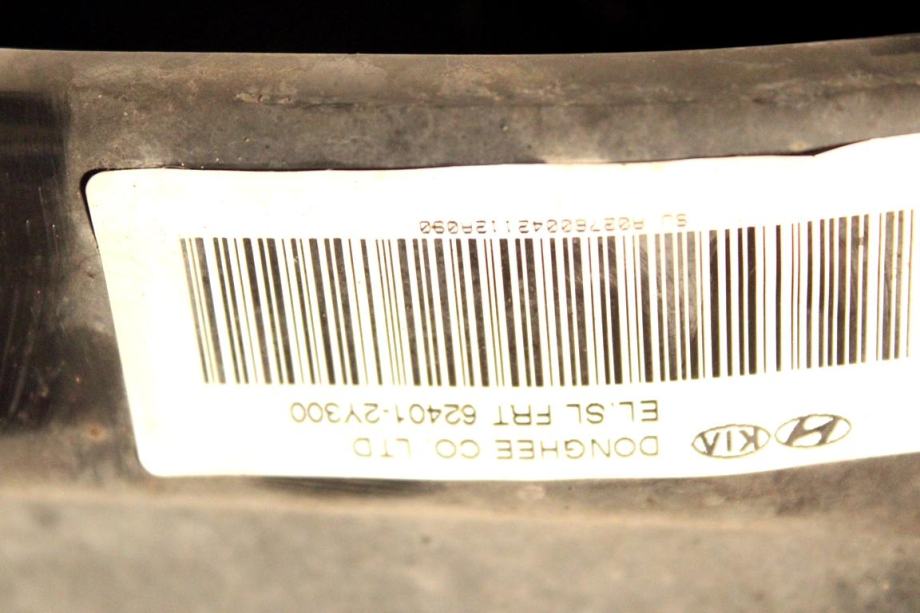 KIA DONGHEE CO. LTD
EL.SL FRT 62401-2Y300